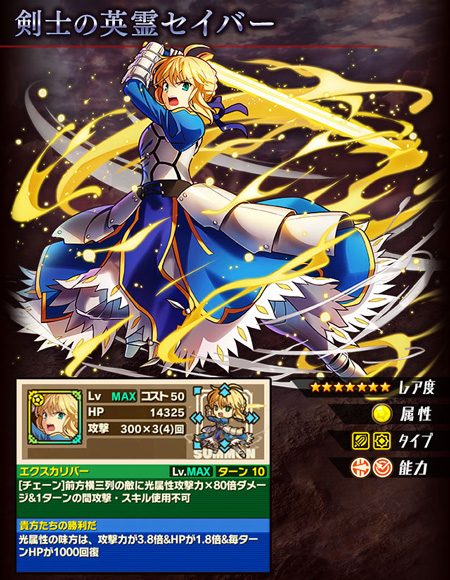 剣士の英霊セイバー
Lv MAX コスト 50
HP 14325
攻撃 300×3(4)回
SUMMON
エクスカリバー Lv.MAX ターン 10
[チェーン]前方横三列の敵に光属性攻撃力×80倍ダメ
ージ&1ターンの間攻撃・スキル使用不可
貴方たちの勝利だ
光属性の味方は、攻撃力が3.8倍&HPが1.8倍&毎ター
ンHPが1000回復
★★★★★★★ レア度
属性
タイプ
能力